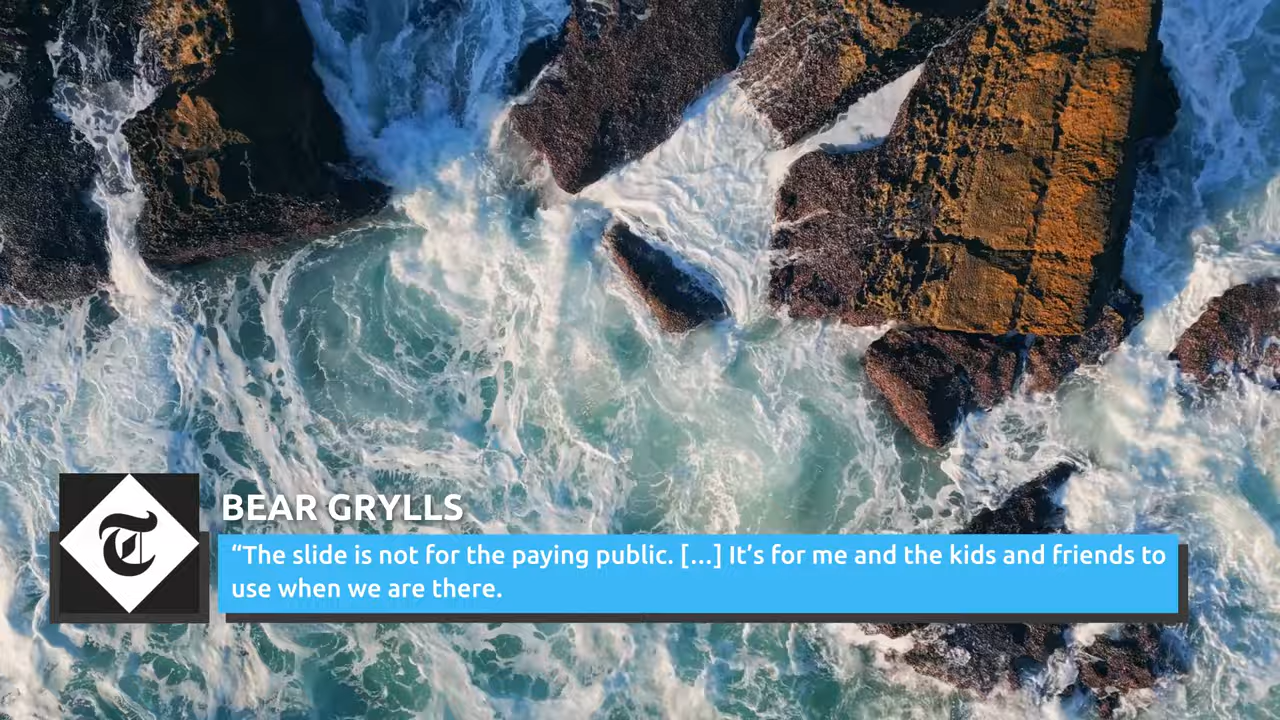 BEAR GRYLLS
“The slide is not for the paying public. [...] It’s for me and the kids and friends to
use when we are there.
T